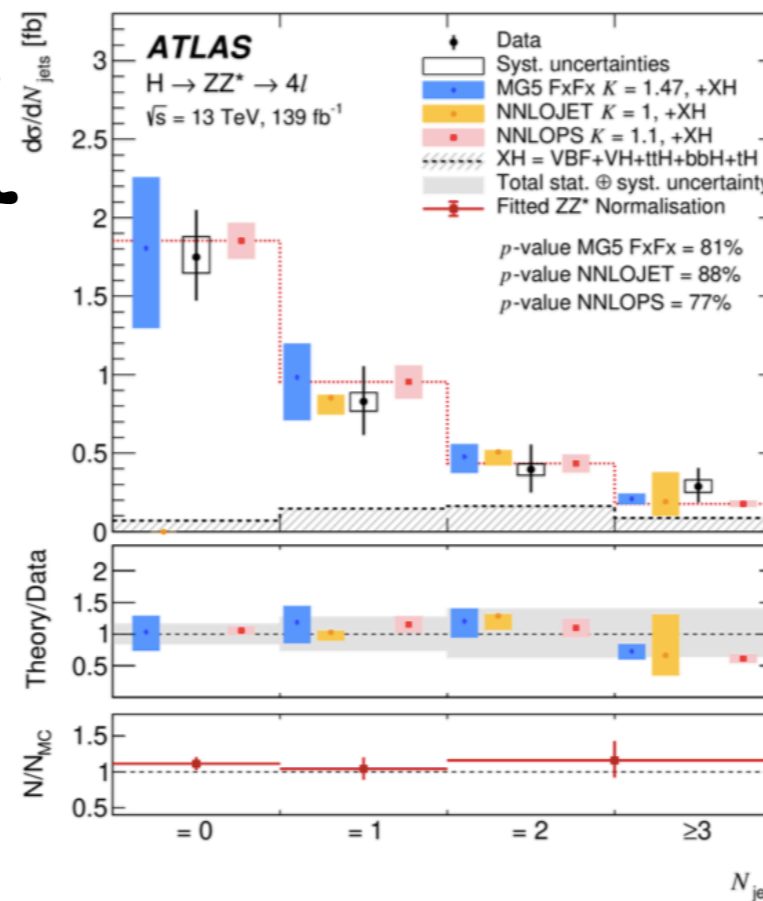 dσ/dN_jets [fb]
ATLAS
H → ZZ* → 4l
√s = 13 TeV, 139 fb⁻¹
Data
Syst. uncertainties
MG5 FxFx K = 1.47, +XH
NNLOJET K = 1, +XH
NNLOPS K = 1.1, +XH
XH = VBF+VH+ttH+bbH+tH
Total stat. ⊕ syst. uncertainty
Fitted ZZ* Normalisation
p-value MG5 FxFx = 81%
p-value NNLOJET = 88%
p-value NNLOPS = 77%
3
2.5
2
1.5
1
0.5
0
Theory/Data
2
1.5
1
0.5
N/N_MC
1.5
1
0.5
= 0 = 1 = 2 ≥3
N_je